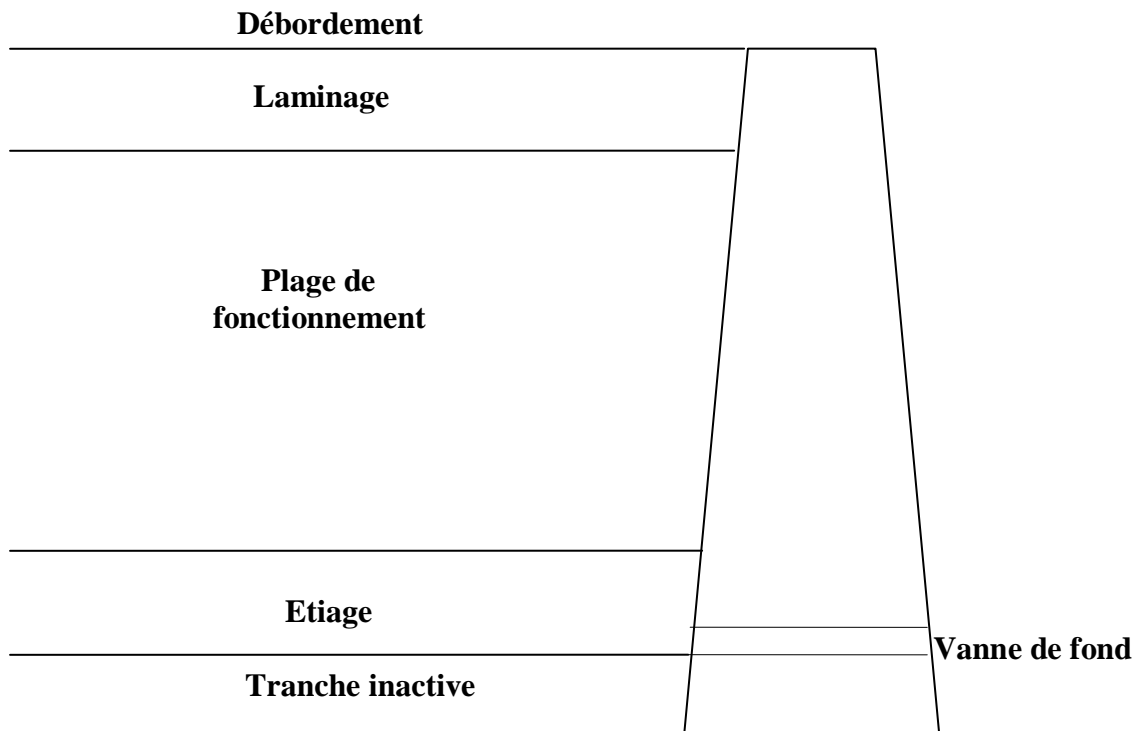 Débordement
Laminage
Plage de
fonctionnement
Etiage
Vanne de fond
Tranche inactive